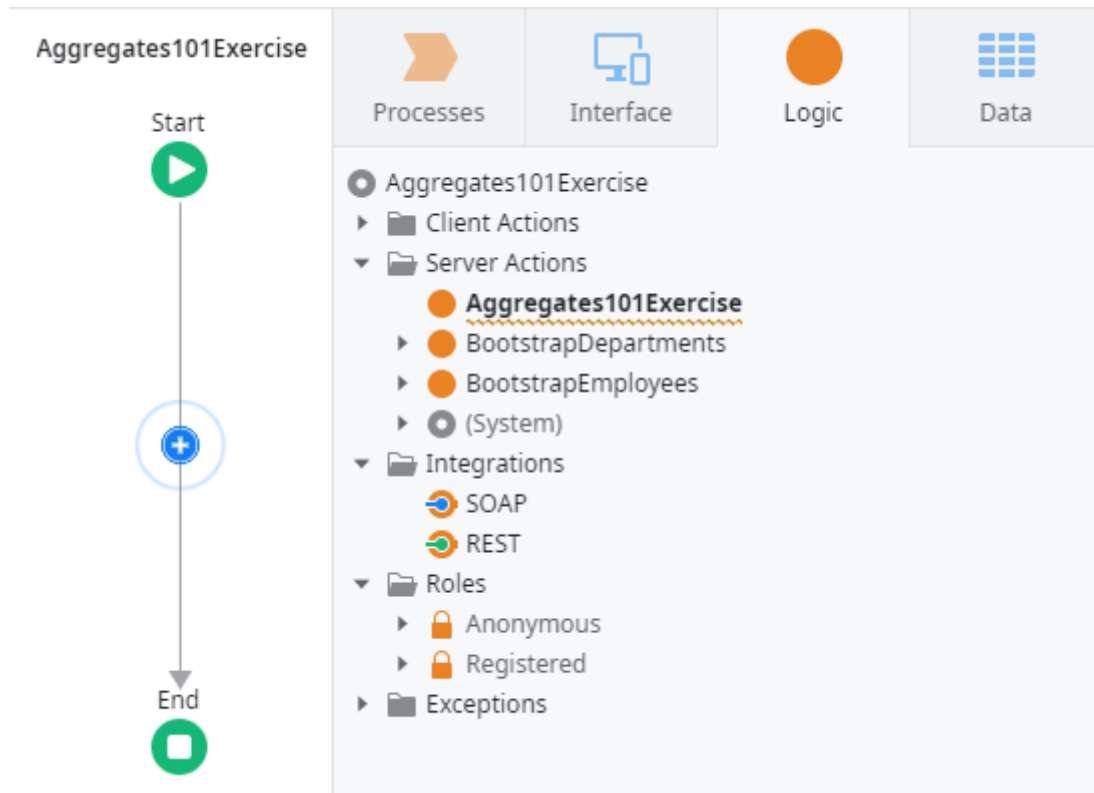 Aggregates101Exercise
Start
End
Processes
Interface
Logic
Data
Aggregates101Exercise
Client Actions
Server Actions
Aggregates101Exercise
BootstrapDepartments
BootstrapEmployees
(System)
Integrations
SOAP
REST
Roles
Anonymous
Registered
Exceptions